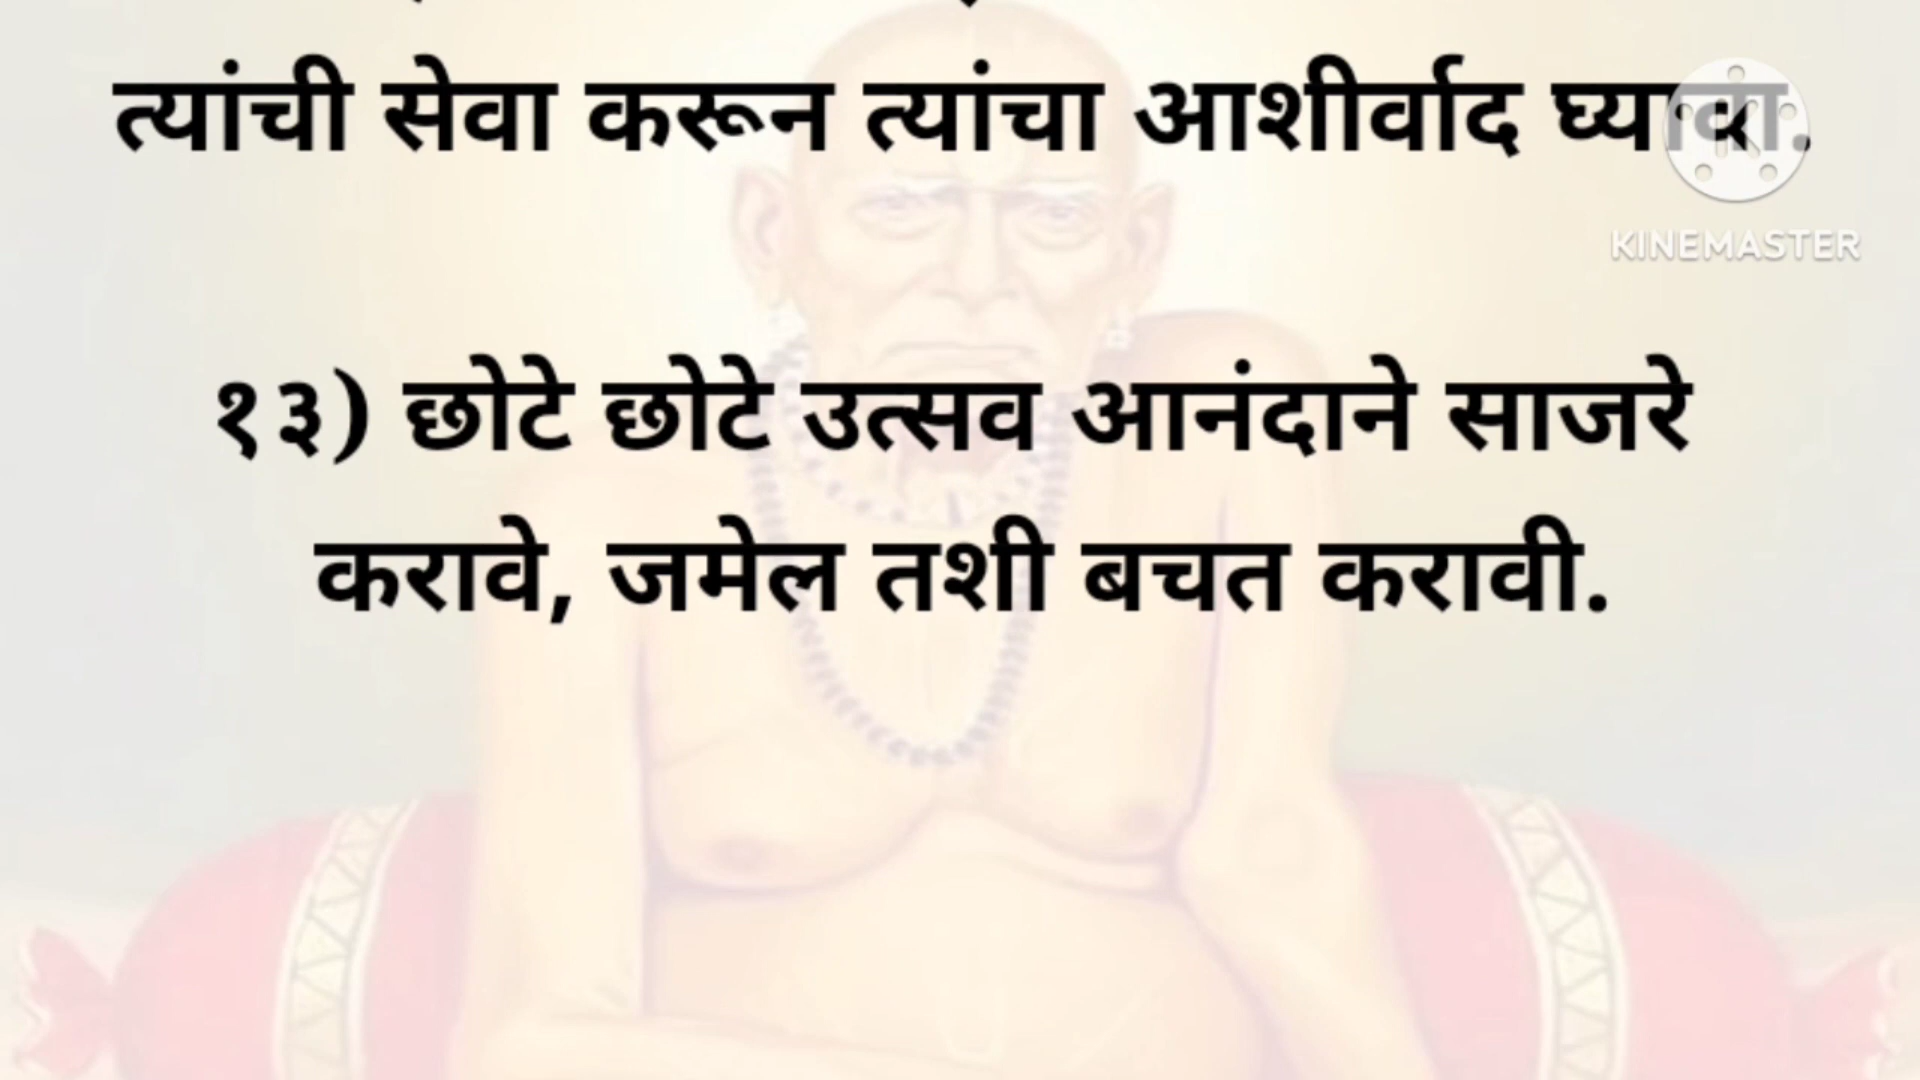 त्यांची सेवा करून त्यांचा आशीर्वाद घ्यावा.
KINEMASTER
१३) छोटे छोटे उत्सव आनंदाने साजरे
करावे, जमेल तशी बचत करावी.